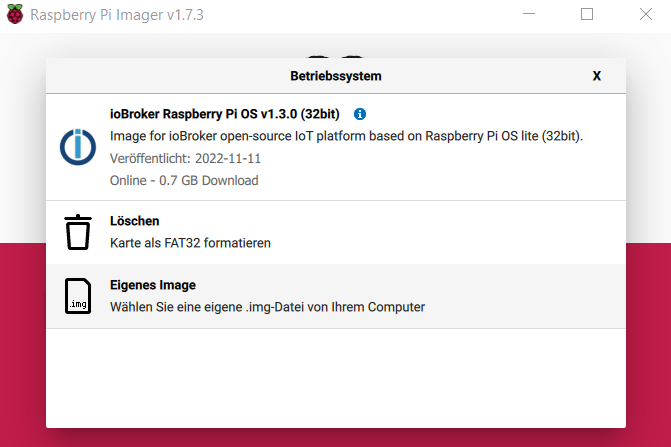 Raspberry Pi Imager v1.7.3
Betriebssystem X
ioBroker Raspberry Pi OS v1.3.0 (32bit)
Image for ioBroker open-source IoT platform based on Raspberry Pi OS lite (32bit).
Veröffentlicht: 2022-11-11
Online - 0.7 GB Download
Löschen
Karte als FAT32 formatieren
.img
Eigenes Image
Wählen Sie eine eigene .img-Datei von Ihrem Computer